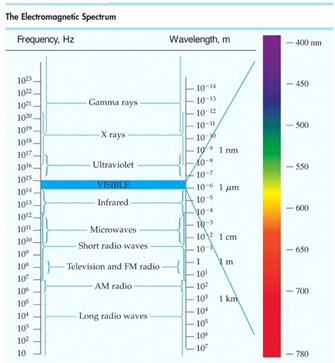 The Electromagnetic Spectrum
Frequency, Hz
Wavelength, m
10²³
10²²
10²¹
10²⁰
10¹⁹
10¹⁸
10¹⁷
10¹⁶
10¹⁵
10¹⁴
10¹³
10¹²
10¹¹
10¹⁰
10⁹
10⁸
10⁷
10⁶
10⁵
10⁴
10³
10²
10
Gamma rays
X rays
Ultraviolet
VISIBLE
Infrared
Microwaves
Short radio waves
Television and FM radio
AM radio
Long radio waves
10⁻¹⁴
10⁻¹³
10⁻¹²
10⁻¹¹
10⁻¹⁰
10⁻⁹ 1 nm
10⁻⁸
10⁻⁷
10⁻⁶ 1 μm
10⁻⁵
10⁻⁴
10⁻³
10⁻² 1 cm
10⁻¹
1 1 m
10¹
10²
10³ 1 km
10⁴
10⁵
10⁶
10⁷
400 nm
450
500
550
600
650
700
780